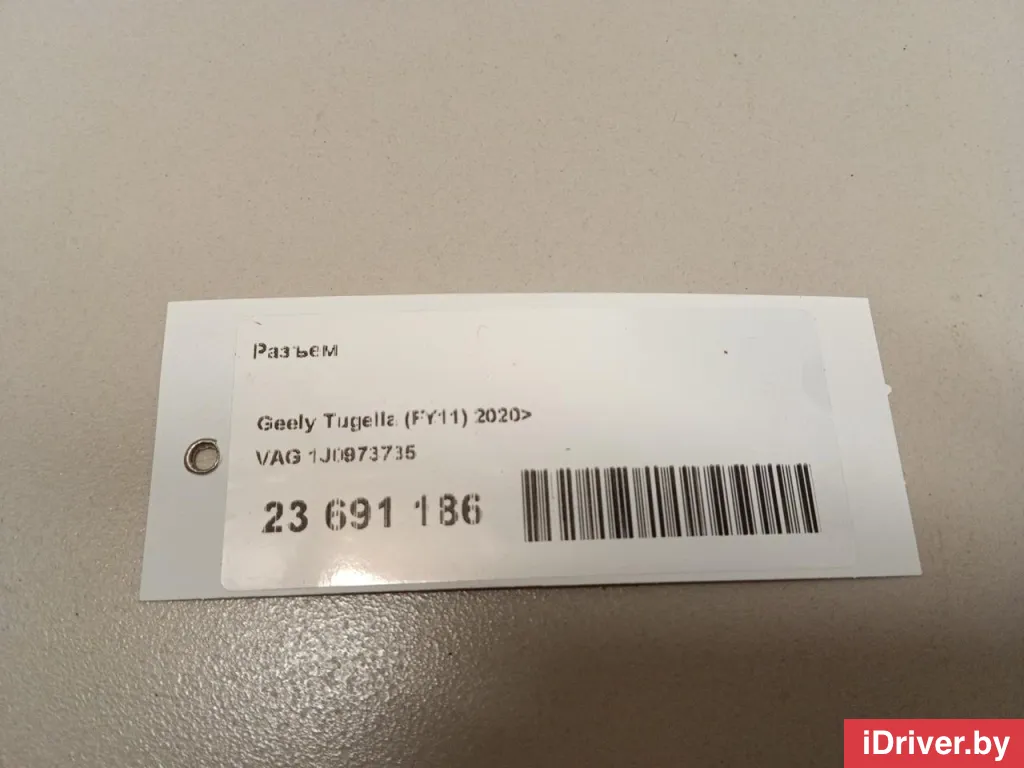 Разъем
Geely Tugella (FY11) 2020>
VAG 1J0973735
23 691 186
iDriver.by